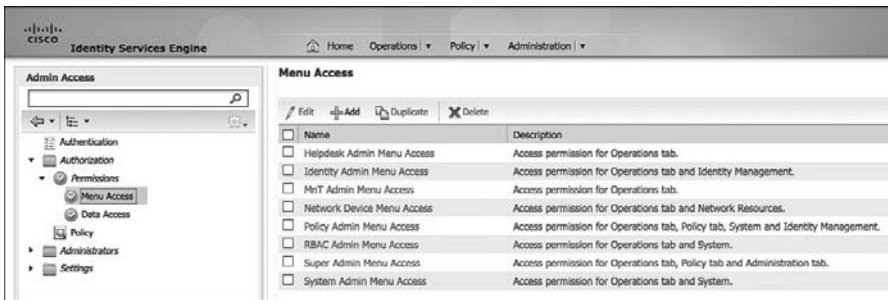 cisco
Identity Services Engine
Home Operations Policy Administration
Admin Access
Authentication
Authorization
Permissions
Menu Access
Data Access
Policy
Administrators
Settings
Menu Access
Edit Add Duplicate Delete
Name Description
Helpdesk Admin Menu Access Access permission for Operations tab.
Identity Admin Menu Access Access permission for Operations tab and Identity Management.
MnT Admin Menu Access Access permission for Operations tab.
Network Device Menu Access Access permission for Operations tab and Network Resources.
Policy Admin Menu Access Access permission for Operations tab, Policy tab, System and Identity Management.
RBAC Admin Menu Access Access permission for Operations tab and System.
Super Admin Menu Access Access permission for Operations tab, Policy tab and Administration tab.
System Admin Menu Access Access permission for Operations tab and System.